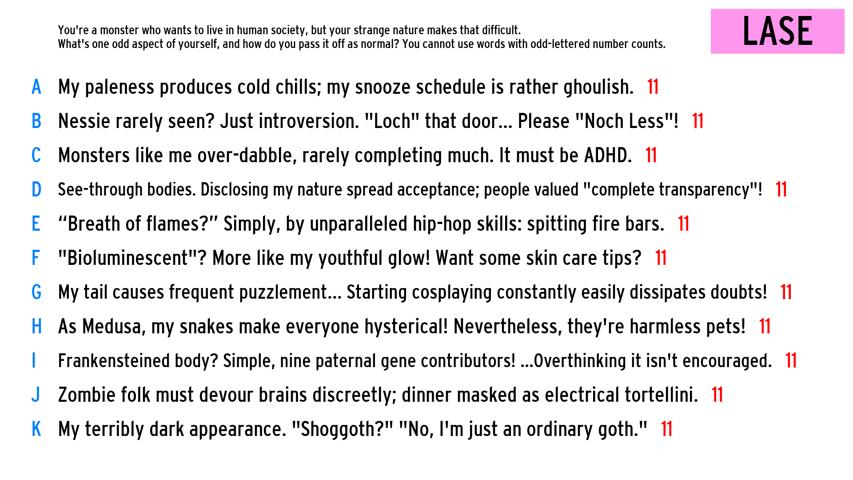 You're a monster who wants to live in human society, but your strange nature makes that difficult.
What's one odd aspect of yourself, and how do you pass it off as normal? You cannot use words with odd-lettered number counts.
LASE
A My paleness produces cold chills; my snooze schedule is rather ghoulish. 11
B Nessie rarely seen? Just introversion. "Loch" that door... Please "Noch Less"! 11
C Monsters like me over-dabble, rarely completing much. It must be ADHD. 11
D See-through bodies. Disclosing my nature spread acceptance; people valued "complete transparency"! 11
E “Breath of flames?” Simply, by unparalleled hip-hop skills: spitting fire bars. 11
F "Bioluminescent"? More like my youthful glow! Want some skin care tips? 11
G My tail causes frequent puzzlement... Starting cosplaying constantly easily dissipates doubts! 11
H As Medusa, my snakes make everyone hysterical! Nevertheless, they're harmless pets! 11
I Frankensteined body? Simple, nine paternal gene contributors! ...Overthinking it isn't encouraged. 11
J Zombie folk must devour brains discreetly; dinner masked as electrical tortellini. 11
K My terribly dark appearance. "Shoggoth?" "No, I'm just an ordinary goth." 11